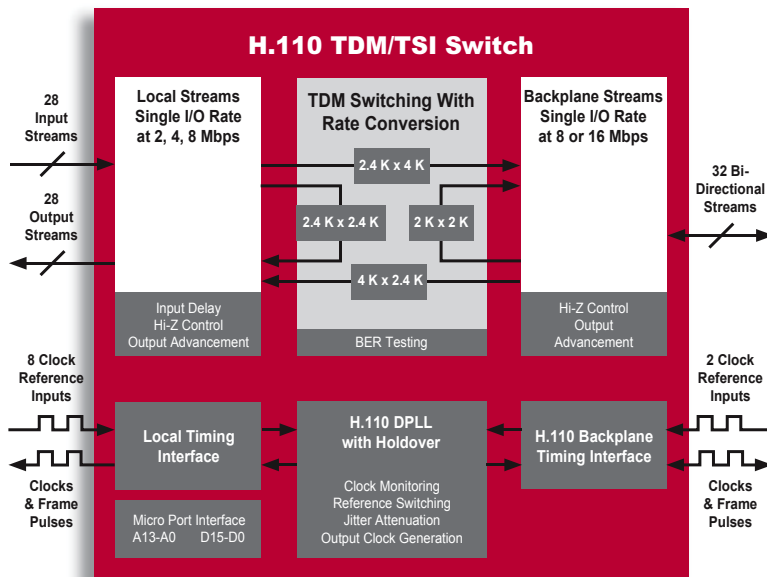 H.110 TDM/TSI Switch
28
Input
Streams
28
Output
Streams
Local Streams
Single I/O Rate
at 2, 4, 8 Mbps
Input Delay
Hi-Z Control
Output Advancement
TDM Switching With
Rate Conversion
2.4 K x 4 K
2.4 K x 2.4 K
2 K x 2 K
4 K x 2.4 K
BER Testing
Backplane Streams
Single I/O Rate
at 8 or 16 Mbps
Hi-Z Control
Output
Advancement
32 Bi-
Directional
Streams
8 Clock
Reference
Inputs
Clocks
& Frame
Pulses
Local Timing
Interface
Micro Port Interface
A13-A0 D15-D0
H.110 DPLL
with Holdover
Clock Monitoring
Reference Switching
Jitter Attenuation
Output Clock Generation
H.110 Backplane
Timing Interface
2 Clock
Reference
Inputs
Clocks
& Frame
Pulses